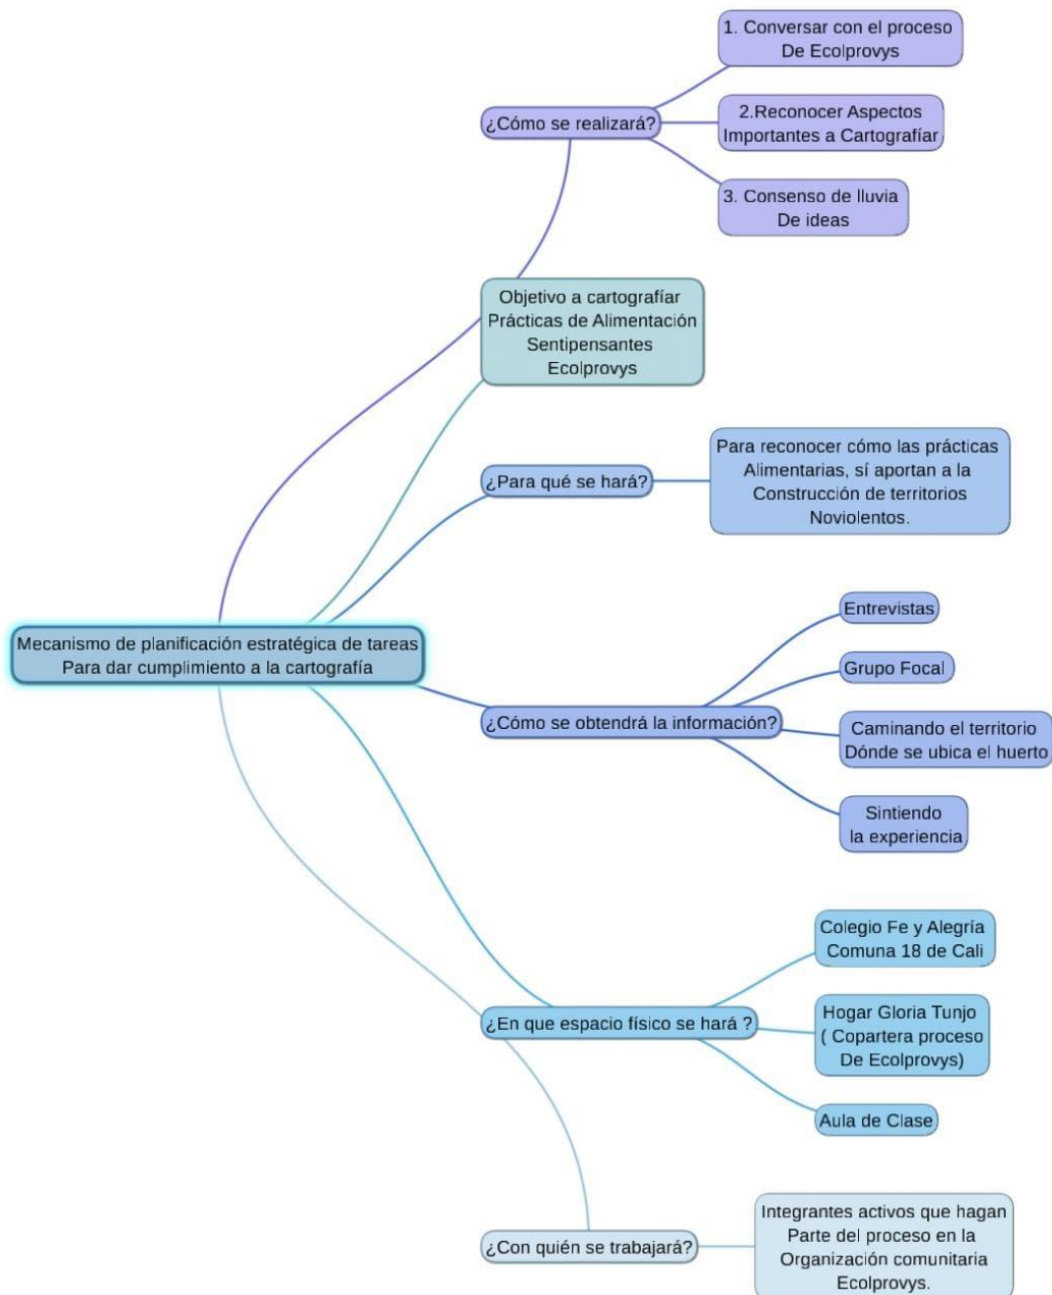 1. Conversar con el proceso
De Ecolprovys
¿Cómo se realizará?
2.Reconocer Aspectos
Importantes a Cartografíar
3. Consenso de lluvia
De ideas
Objetivo a cartografíar
Prácticas de Alimentación
Sentipensantes
Ecolprovys
¿Para qué se hará?
Para reconocer cómo las prácticas
Alimentarias, sí aportan a la
Construcción de territorios
Noviolentos.
Mecanismo de planificación estratégica de tareas
Para dar cumplimiento a la cartografía
¿Cómo se obtendrá la información?
Entrevistas
Grupo Focal
Caminando el territorio
Dónde se ubica el huerto
Sintiendo
la experiencia
¿En que espacio físico se hará ?
Colegio Fe y Alegría
Comuna 18 de Cali
Hogar Gloria Tunjo
( Copartera proceso
De Ecolprovys)
Aula de Clase
¿Con quién se trabajará?
Integrantes activos que hagan
Parte del proceso en la
Organización comunitaria
Ecolprovys.